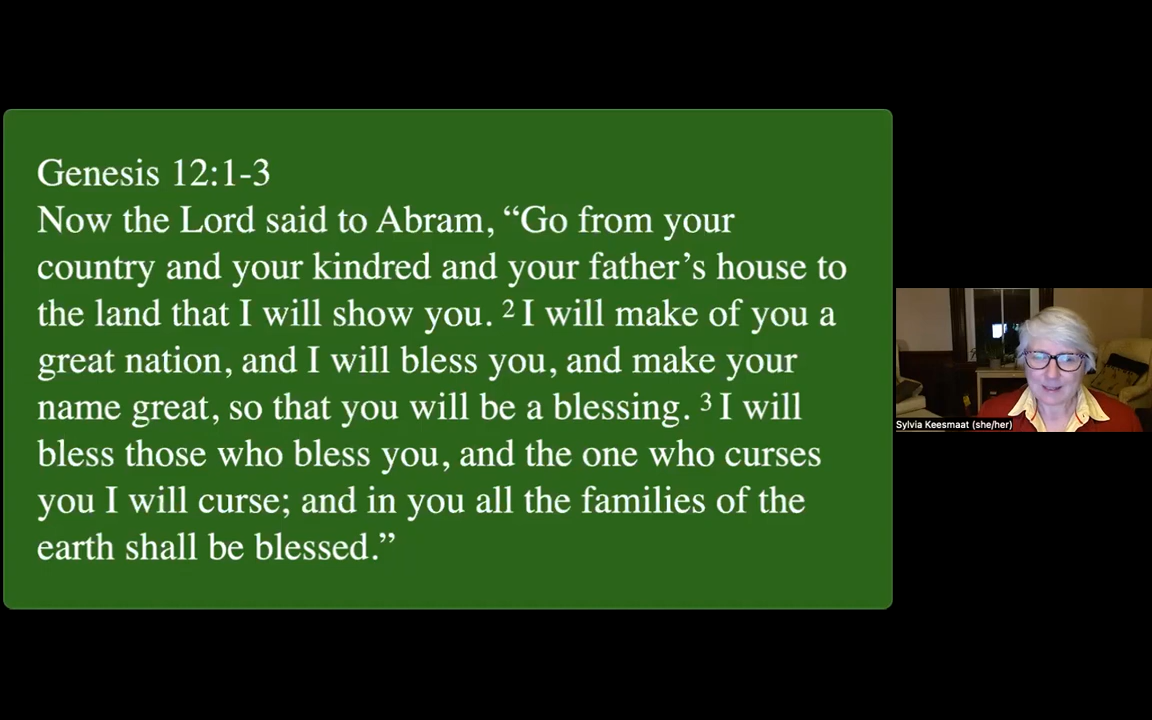 Genesis 12:1-3
Now the Lord said to Abram, “Go from your
country and your kindred and your father’s house to
the land that I will show you. ² I will make of you a
great nation, and I will bless you, and make your
name great, so that you will be a blessing. ³ I will
bless those who bless you, and the one who curses
you I will curse; and in you all the families of the
earth shall be blessed.”
Sylvia Keesmaat (she/her)